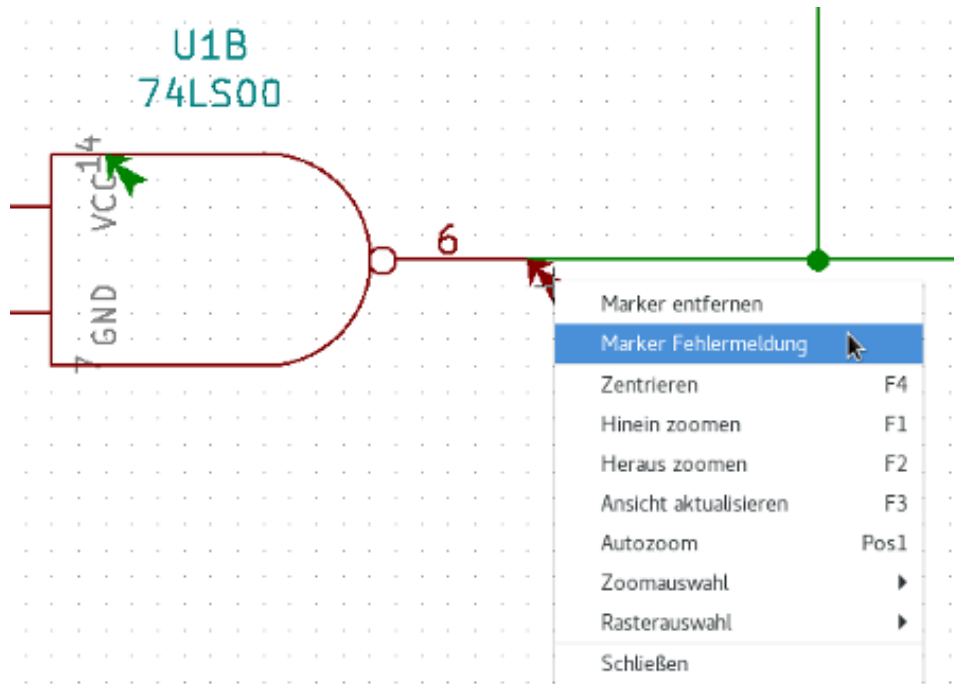 U1B
74LS00
14
VCC
6
GND
7
Marker entfernen
Marker Fehlermeldung
Zentrieren F4
Hinein zoomen F1
Heraus zoomen F2
Ansicht aktualisieren F3
Autozoom Pos1
Zoomauswahl
Rasterauswahl
Schließen